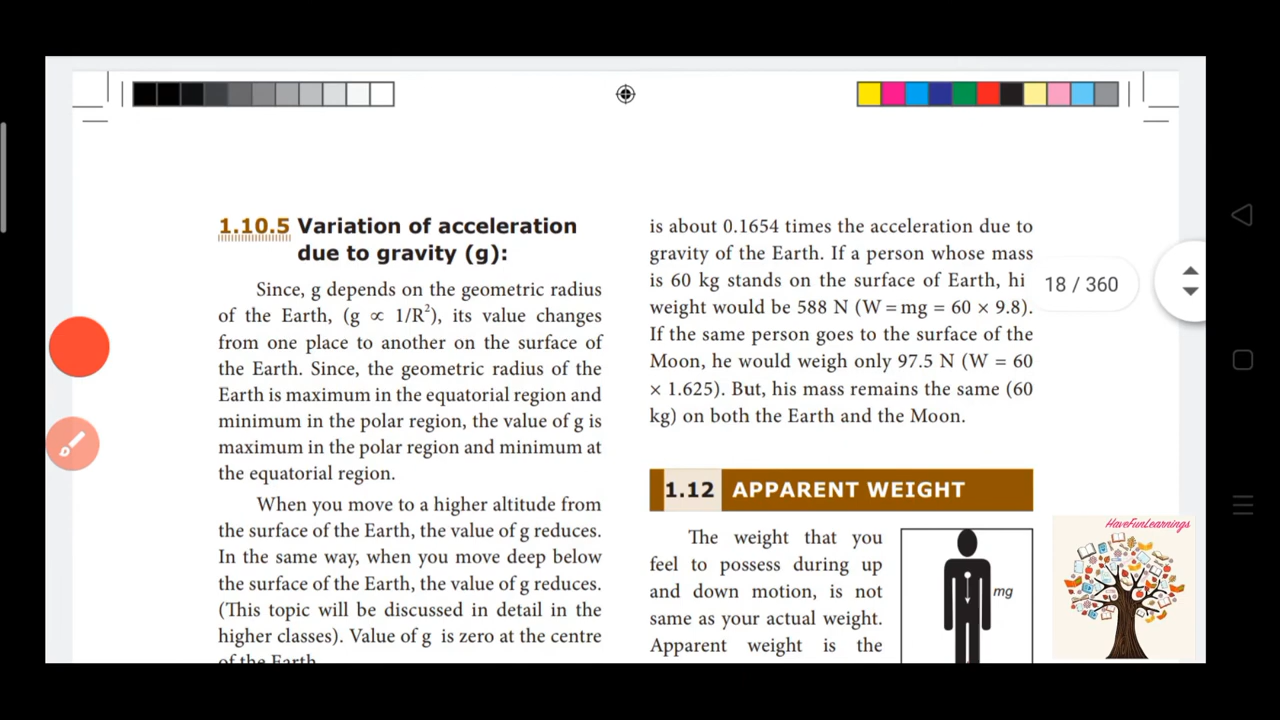 1.10.5 Variation of acceleration
due to gravity (g):
Since, g depends on the geometric radius
of the Earth, (g ∝ 1/R²), its value changes
from one place to another on the surface of
the Earth. Since, the geometric radius of the
Earth is maximum in the equatorial region and
minimum in the polar region, the value of g is
maximum in the polar region and minimum at
the equatorial region.
When you move to a higher altitude from
the surface of the Earth, the value of g reduces.
In the same way, when you move deep below
the surface of the Earth, the value of g reduces.
(This topic will be discussed in detail in the
higher classes). Value of g is zero at the centre
of the Earth
is about 0.1654 times the acceleration due to
gravity of the Earth. If a person whose mass
is 60 kg stands on the surface of Earth, hi
weight would be 588 N (W = mg = 60 × 9.8).
If the same person goes to the surface of the
Moon, he would weigh only 97.5 N (W = 60
× 1.625). But, his mass remains the same (60
kg) on both the Earth and the Moon.
18 / 360
1.12 APPARENT WEIGHT
The weight that you
feel to possess during up
and down motion, is not
same as your actual weight.
Apparent weight is the
mg
HaveFunLearnings